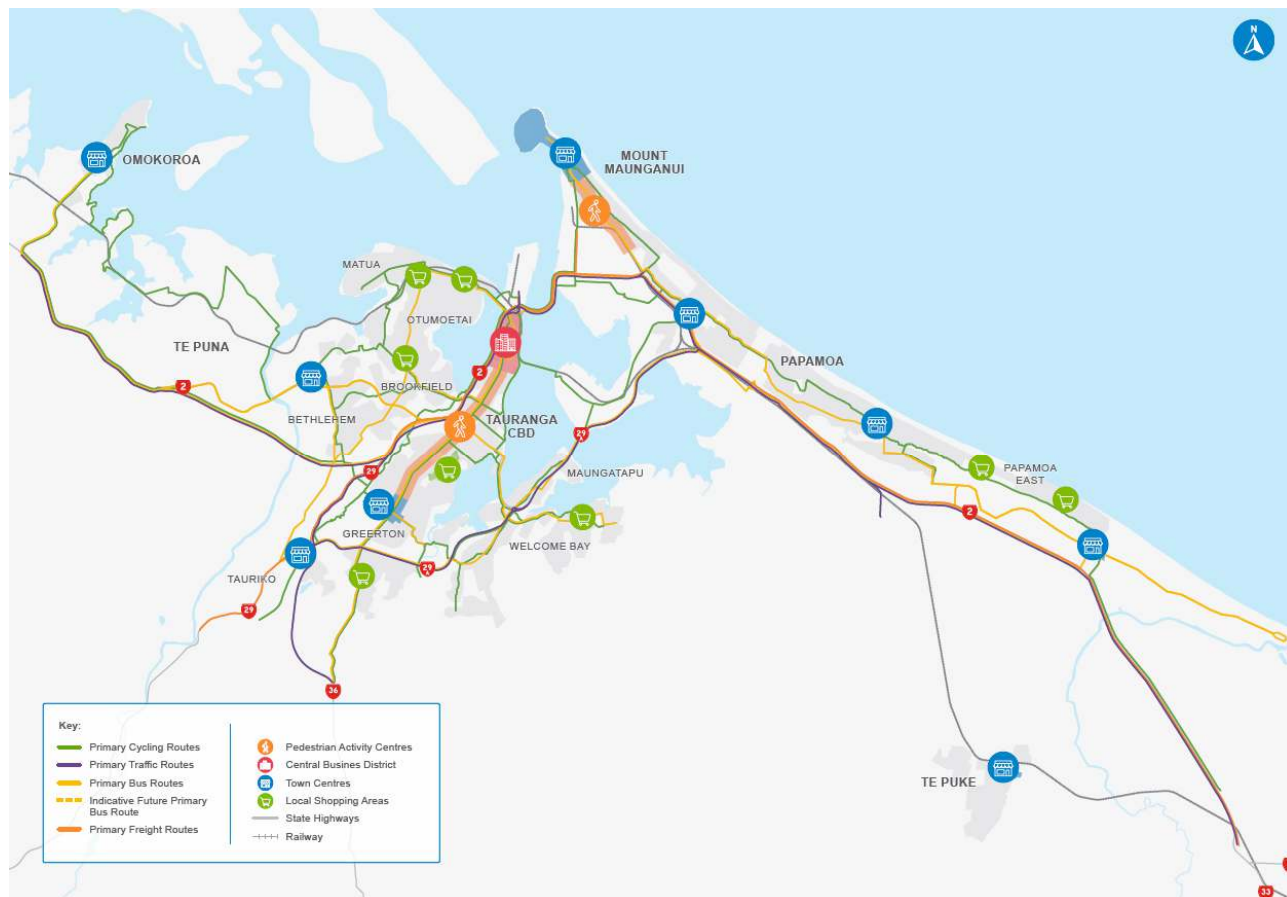 N
OMOKOROA
MOUNT
MAUNGANUI
MATUA
OTUMOETAI
TE PUNA
2
BROOKFIELD
2
PAPAMOA
BETHLEHEM
TAURANGA
CBD
29
A
29
MAUNGATAPU
PAPAMOA
EAST
2
GREERTON
WELCOME BAY
29
A
TAURIKO
29
36
TE PUKE
33
Key:
Primary Cycling Routes
Primary Traffic Routes
Primary Bus Routes
Indicative Future Primary
Bus Route
Primary Freight Routes
Pedestrian Activity Centres
Central Busines District
Town Centres
Local Shopping Areas
State Highways
Railway